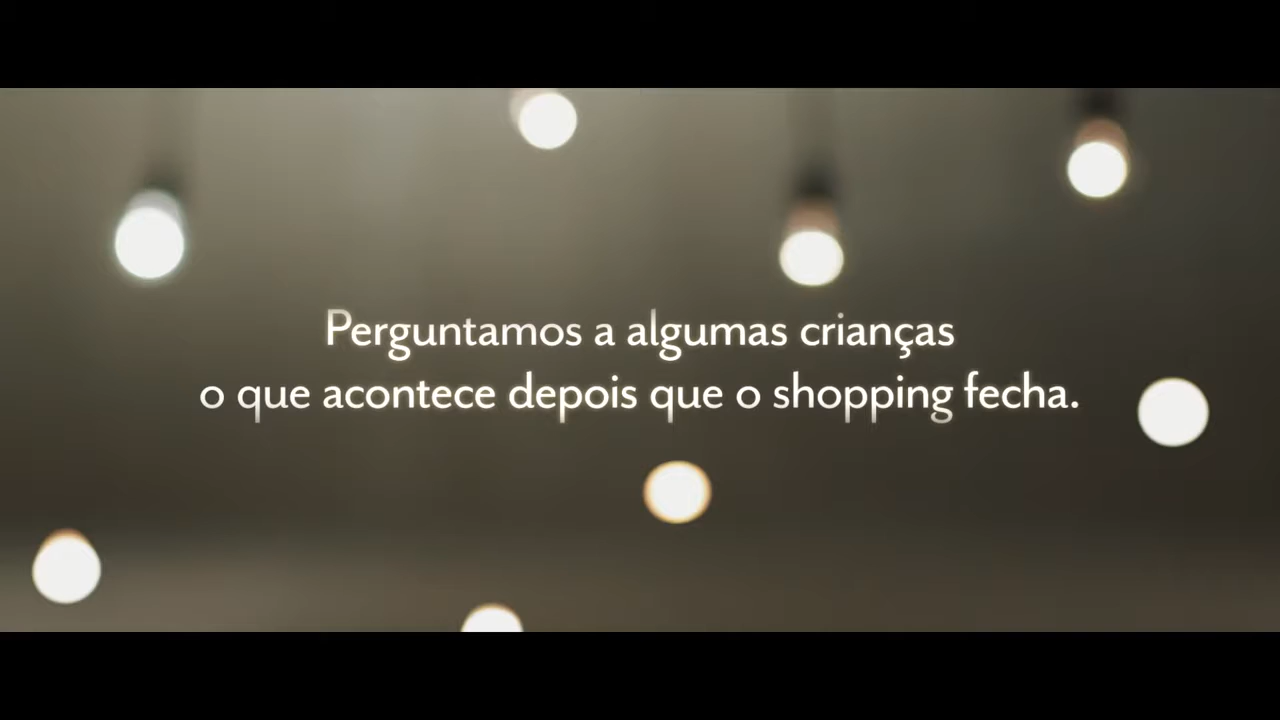 Perguntamos a algumas crianças
o que acontece depois que o shopping fecha.